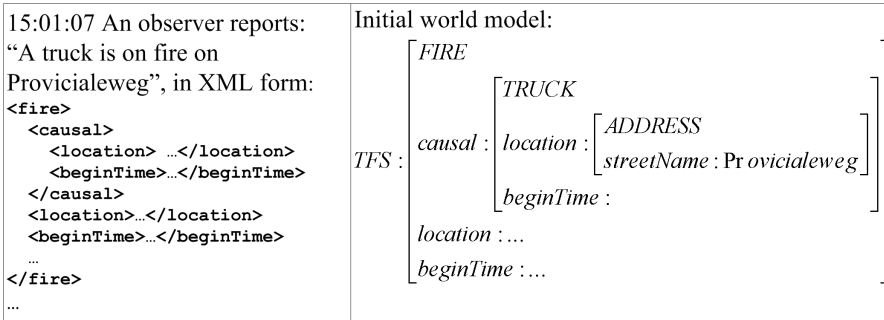 15:01:07 An observer reports:
“A truck is on fire on
Provicialeweg”, in XML form:
<fire>
<causal>
<location> …</location>
<beginTime>…</beginTime>
</causal>
<location>…</location>
<beginTime>…</beginTime>
…
</fire>
…
Initial world model:
FIRE
TRUCK
ADDRESS
TFS : causal : location :
streetName : Pr ovicialeweg
beginTime :
location : ...
beginTime : ...